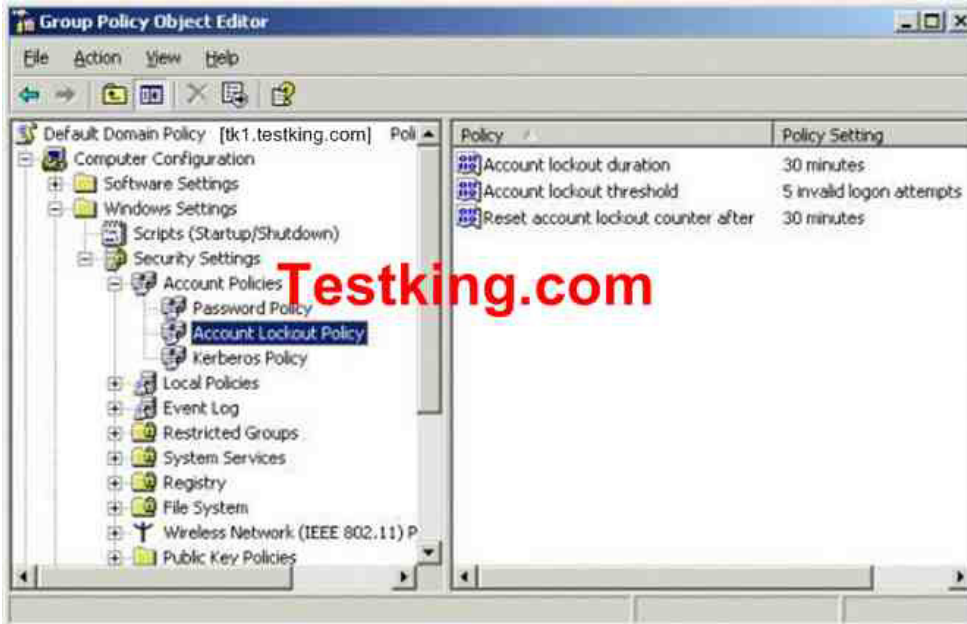 Group Policy Object Editor
File Action View Help
Default Domain Policy [tk1.testking.com] Poli
Computer Configuration
Software Settings
Windows Settings
Scripts (Startup/Shutdown)
Security Settings
Account Policies
Password Policy
Account Lockout Policy
Kerberos Policy
Local Policies
Event Log
Restricted Groups
System Services
Registry
File System
Wireless Network (IEEE 802.11) P
Public Key Policies
Policy Policy Setting
Account lockout duration 30 minutes
Account lockout threshold 5 invalid logon attempts
Reset account lockout counter after 30 minutes
Testking.com